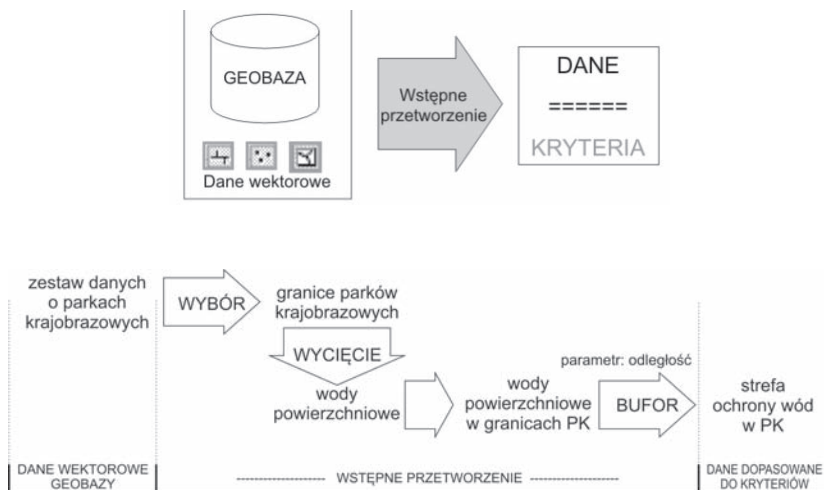 GEOBAZA
Dane wektorowe
Wstępne
przetworzenie
DANE
======
KRYTERIA
zestaw danych
o parkach
krajobrazowych
WYBÓR
granice parków
krajobrazowych
WYCIĘCIE
wody
powierzchniowe
wody
powierzchniowe
w granicach PK
parametr: odległość
BUFOR
strefa
ochrony wód
w PK
DANE WEKTOROWE
GEOBAZY
------------------- WSTĘPNE PRZETWORZENIE -------------------
DANE DOPASOWANE
DO KRYTERIÓW